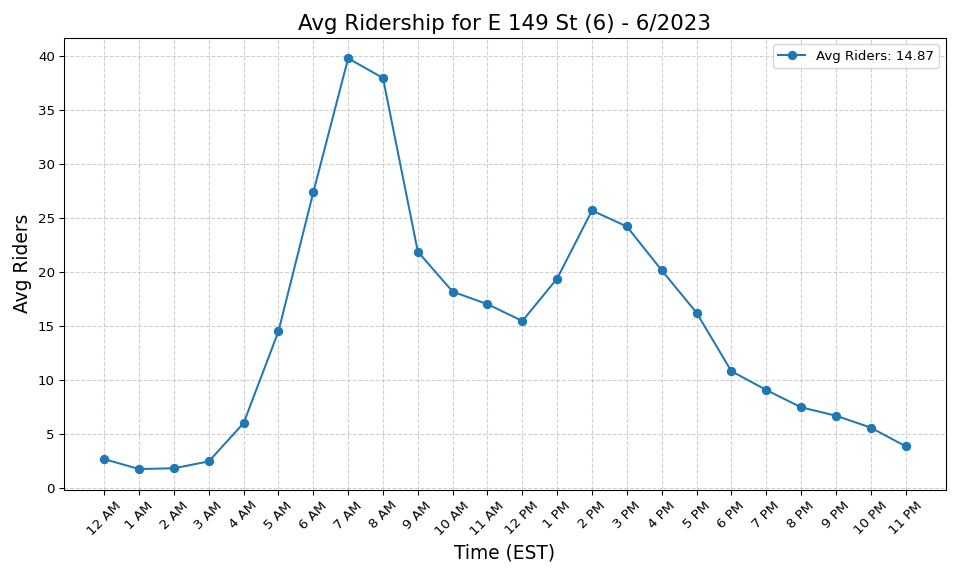 Avg Ridership for E 149 St (6) - 6/2023
Avg Riders: 14.87
Avg Riders
40
35
30
25
20
15
10
5
0
12 AM
1 AM
2 AM
3 AM
4 AM
5 AM
6 AM
7 AM
8 AM
9 AM
10 AM
11 AM
12 PM
1 PM
2 PM
3 PM
4 PM
5 PM
6 PM
7 PM
8 PM
9 PM
10 PM
11 PM
Time (EST)